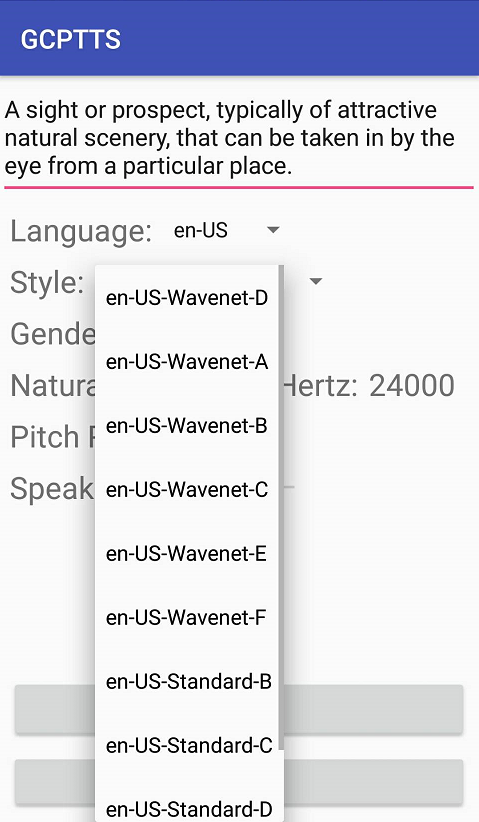 GCPTTS
A sight or prospect, typically of attractive
natural scenery, that can be taken in by the
eye from a particular place.
Language: en-US
Style:
en-US-Wavenet-D
Gende
en-US-Wavenet-A
Natura Hertz: 24000
en-US-Wavenet-B
Pitch
en-US-Wavenet-C
Speak
en-US-Wavenet-E
en-US-Wavenet-F
en-US-Standard-B
en-US-Standard-C
en-US-Standard-D